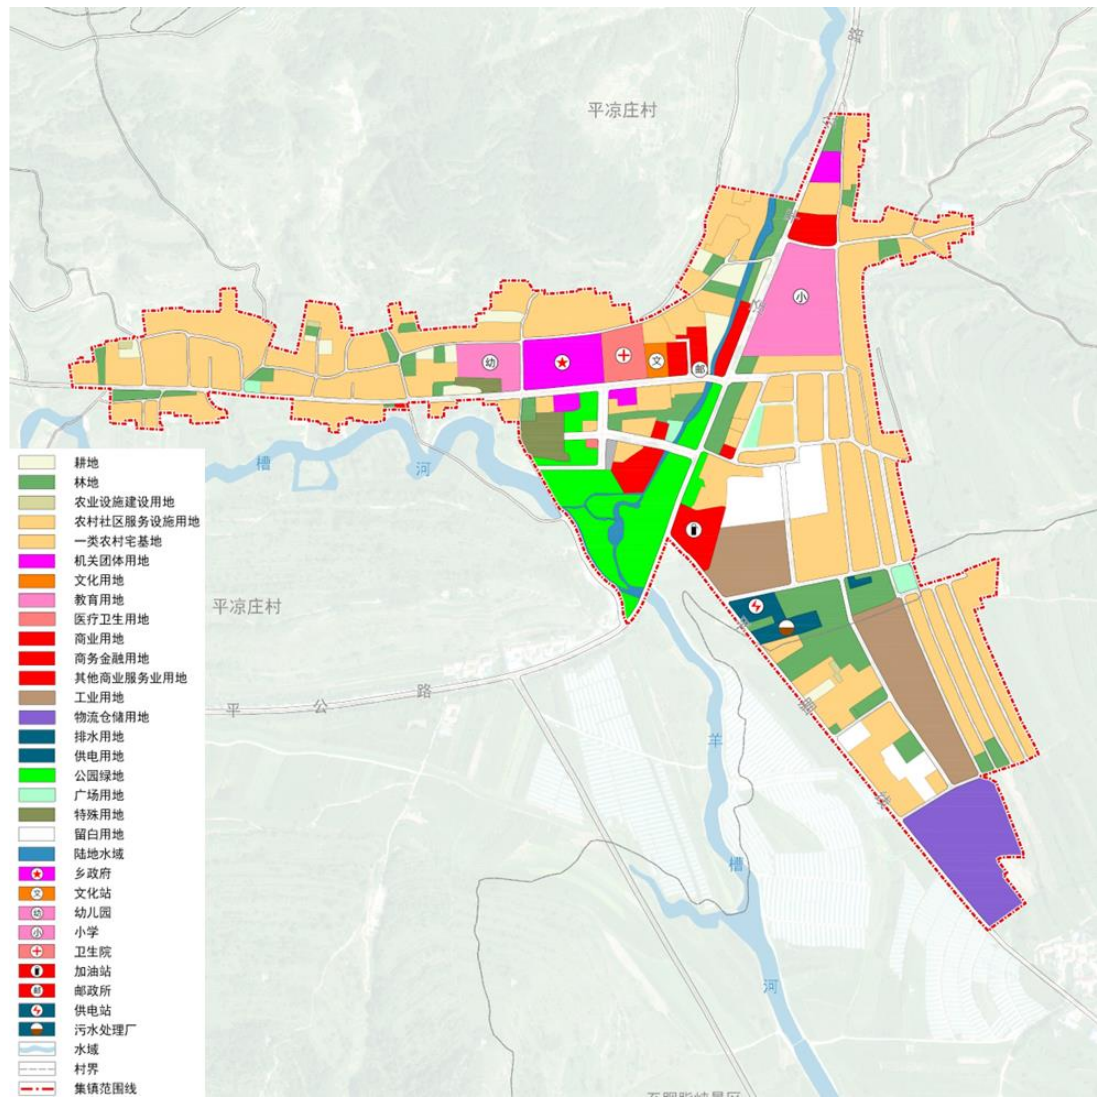 平凉庄村
小
幼
文
邮
槽
河
平凉庄村
平
公
路
羊
槽
河
耕地
林地
农业设施建设用地
农村社区服务设施用地
一类农村宅基地
机关团体用地
文化用地
教育用地
医疗卫生用地
商业用地
商务金融用地
其他商业服务业用地
工业用地
物流仓储用地
排水用地
供电用地
公园绿地
广场用地
特殊用地
留白用地
陆地水域
乡政府
文 文化站
幼 幼儿园
小 小学
卫生院
加油站
邮 邮政所
供电站
污水处理厂
水域
村界
集镇范围线